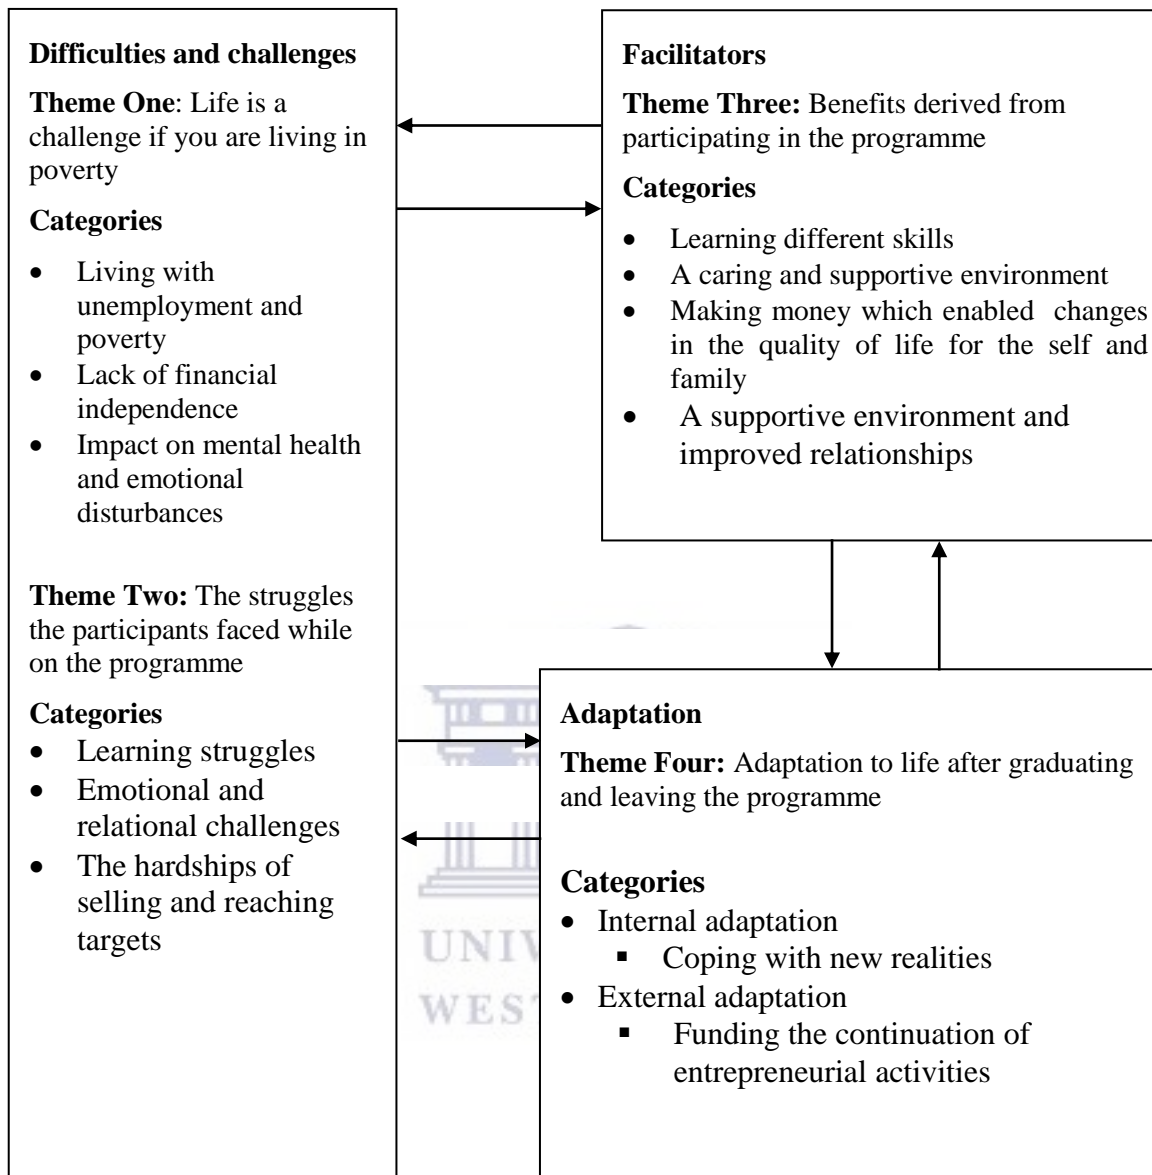 Difficulties and challenges
Theme One: Life is a
challenge if you are living in
poverty
Categories
• Living with
unemployment and
poverty
• Lack of financial
independence
• Impact on mental health
and emotional
disturbances
Theme Two: The struggles
the participants faced while
on the programme
Categories
• Learning struggles
• Emotional and
relational challenges
• The hardships of
selling and reaching
targets
Facilitators
Theme Three: Benefits derived from
participating in the programme
Categories
• Learning different skills
• A caring and supportive environment
• Making money which enabled changes
in the quality of life for the self and
family
• A supportive environment and
improved relationships
Adaptation
Theme Four: Adaptation to life after graduating
and leaving the programme
Categories
• Internal adaptation
▪ Coping with new realities
• External adaptation
▪ Funding the continuation of
entrepreneurial activities
UNIV
WEST